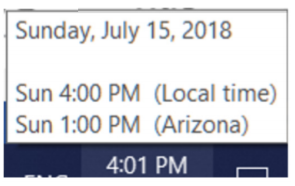 Sunday, July 15, 2018
Sun 4:00 PM (Local time)
Sun 1:00 PM (Arizona)
4:01 PM